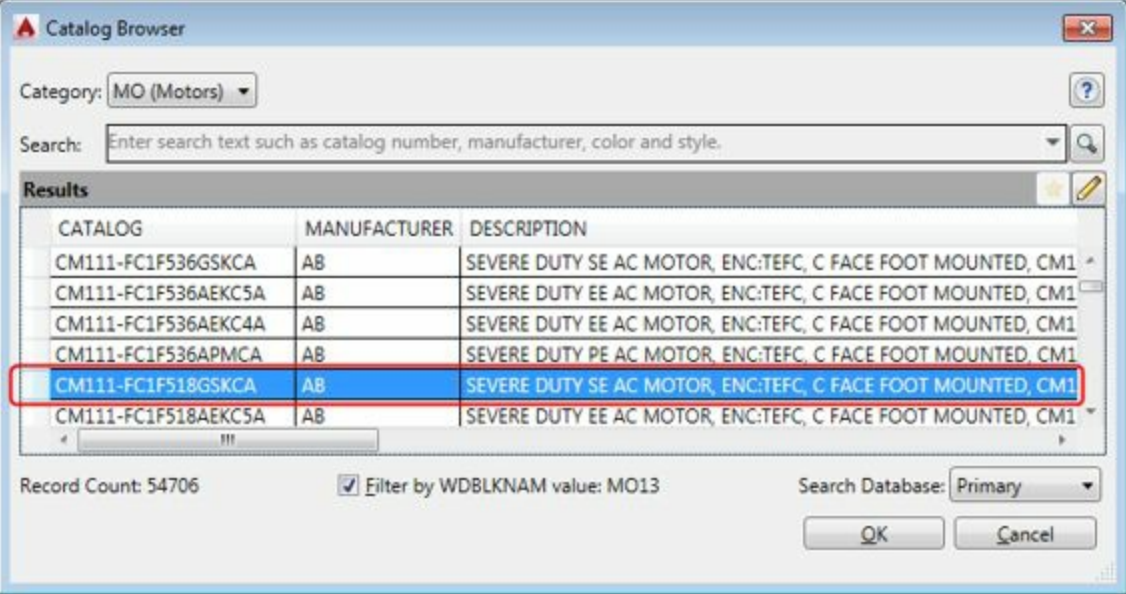 Catalog Browser
Category: MO (Motors)
?
Search: Enter search text such as catalog number, manufacturer, color and style.
Results
CATALOG MANUFACTURER DESCRIPTION
CM111-FC1F536GSKCA AB SEVERE DUTY SE AC MOTOR, ENC:TEFC, C FACE FOOT MOUNTED, CM1
CM111-FC1F536AEKC5A AB SEVERE DUTY EE AC MOTOR, ENC:TEFC, C FACE FOOT MOUNTED, CM1
CM111-FC1F536AEKC4A AB SEVERE DUTY EE AC MOTOR, ENC:TEFC, C FACE FOOT MOUNTED, CM1
CM111-FC1F536APMCA AB SEVERE DUTY PE AC MOTOR, ENC:TEFC, C FACE FOOT MOUNTED, CM1
CM111-FC1F518GSKCA AB SEVERE DUTY SE AC MOTOR, ENC:TEFC, C FACE FOOT MOUNTED, CM1
CM111-FC1F518AEKC5A AB SEVERE DUTY EE AC MOTOR, ENC:TEFC, C FACE FOOT MOUNTED, CM1
Record Count: 54706 Filter by WDBLKNAM value: MO13 Search Database: Primary
OK Cancel